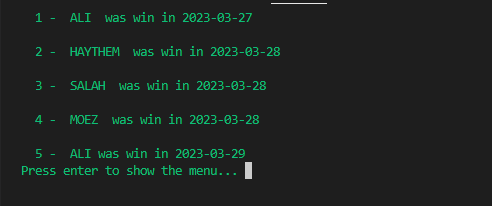 1 -  ALI  was win in 2023-03-27
2 -  HAYTHEM  was win in 2023-03-28
3 -  SALAH  was win in 2023-03-28
4 -  MOEZ  was win in 2023-03-28
5 -  ALI was win in 2023-03-29
Press enter to show the menu...